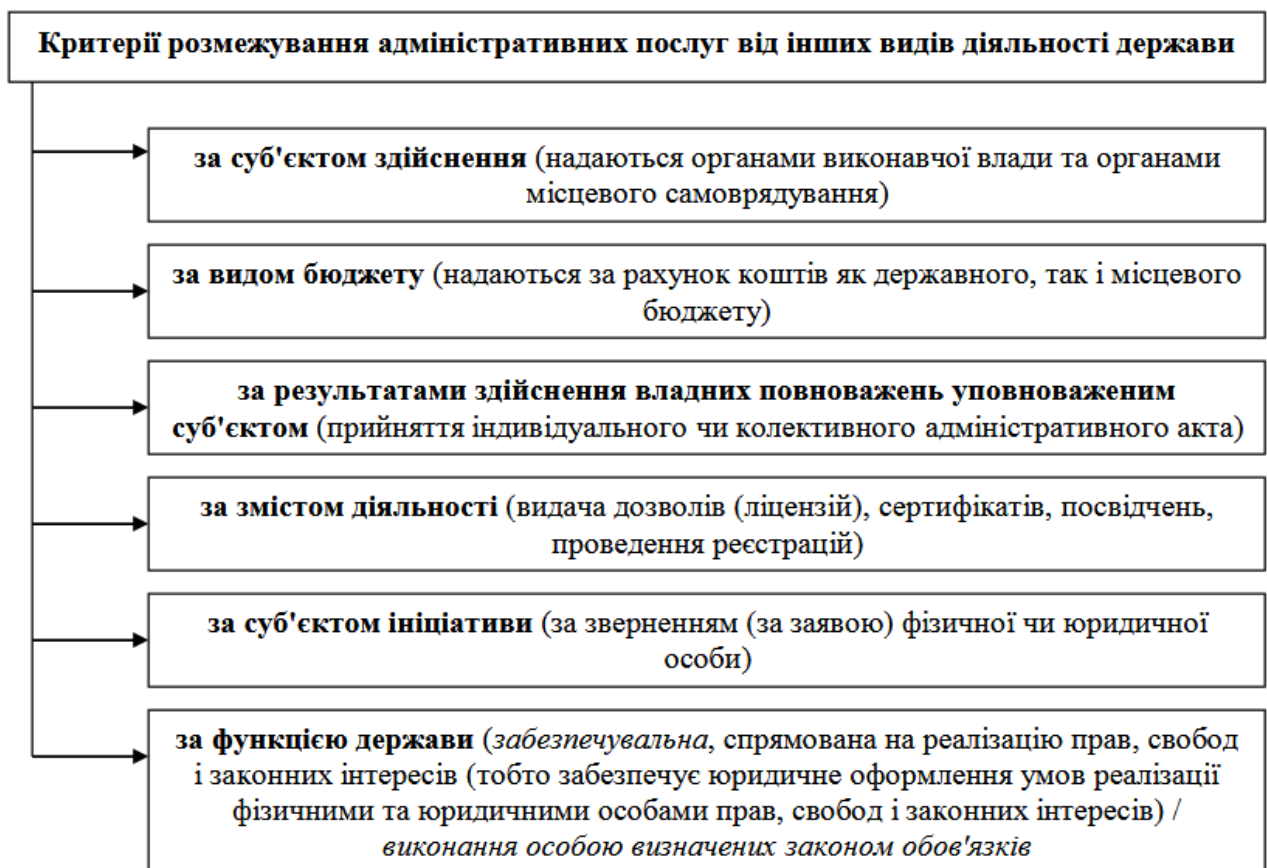 Критерії розмежування адміністративних послуг від інших видів діяльності держави
за суб'єктом здійснення (надаються органами виконавчої влади та органами
місцевого самоврядування)
за видом бюджету (надаються за рахунок коштів як державного, так і місцевого
бюджету)
за результатами здійснення владних повноважень уповноваженим
суб'єктом (прийняття індивідуального чи колективного адміністративного акта)
за змістом діяльності (видача дозволів (ліцензій), сертифікатів, посвідчень,
проведення реєстрацій)
за суб'єктом ініціативи (за зверненням (за заявою) фізичної чи юридичної
особи)
за функцією держави (забезпечувальна, спрямована на реалізацію прав, свобод
і законних інтересів (тобто забезпечує юридичне оформлення умов реалізації
фізичними та юридичними особами прав, свобод і законних інтересів) /
виконання особою визначених законом обов'язків